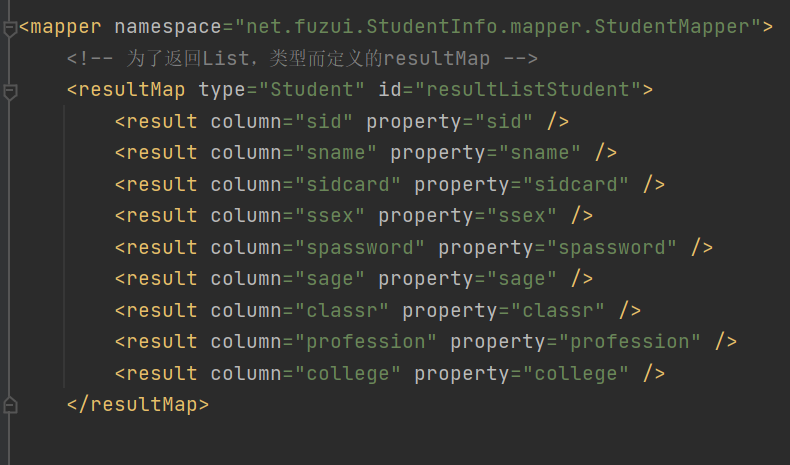 <mapper namespace="net.fuzui.StudentInfo.mapper.StudentMapper">
<!-- 为了返回List，类型而定义的resultMap -->
<resultMap type="Student" id="resultListStudent">
<result column="sid" property="sid" />
<result column="sname" property="sname" />
<result column="sidcard" property="sidcard" />
<result column="ssex" property="ssex" />
<result column="spassword" property="spassword" />
<result column="sage" property="sage" />
<result column="classr" property="classr" />
<result column="profession" property="profession" />
<result column="college" property="college" />
</resultMap>